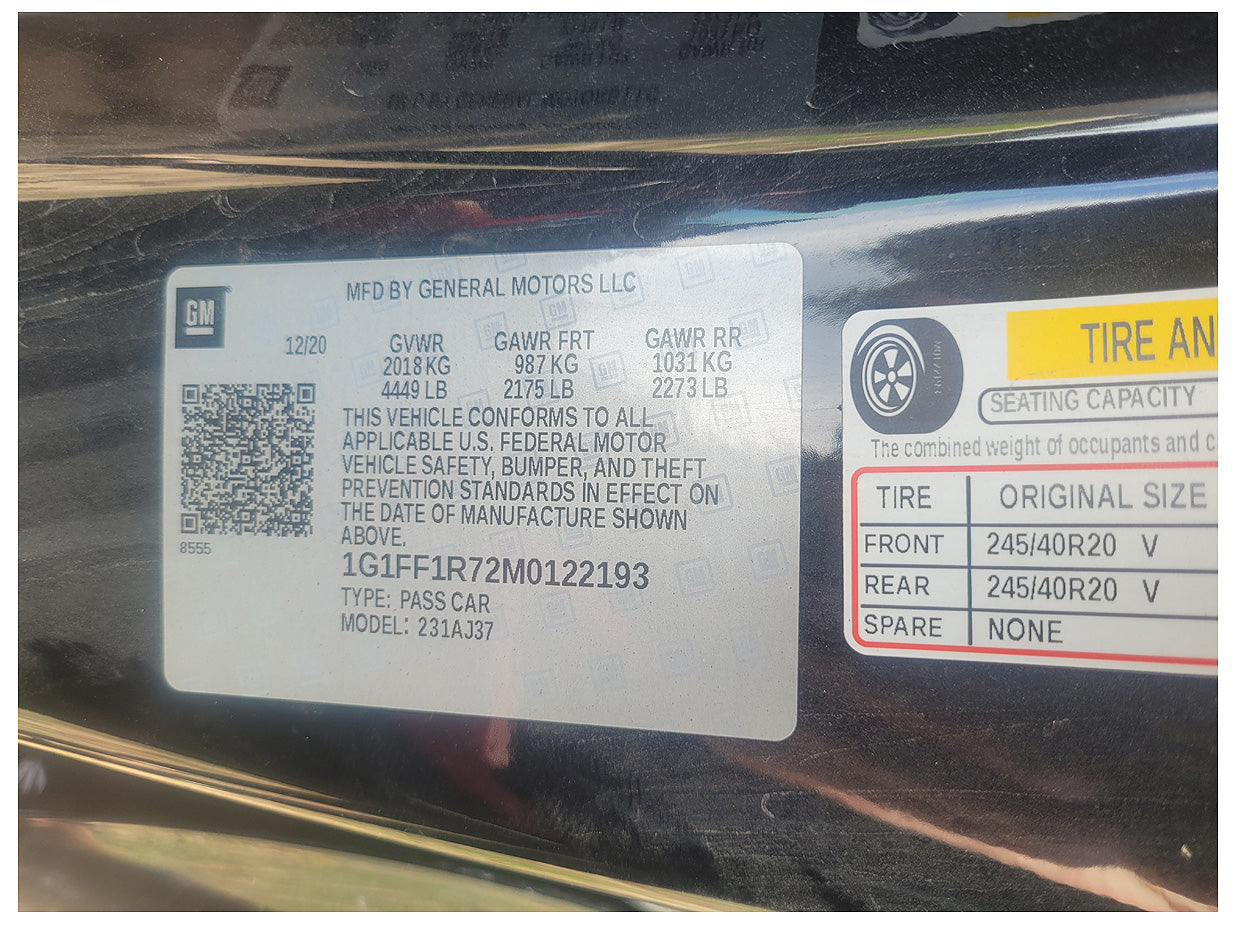 MFD BY GENERAL MOTORS LLC
GM
12/20 GVWR GAWR FRT GAWR RR
2018 KG 987 KG 1031 KG
4449 LB 2175 LB 2273 LB
THIS VEHICLE CONFORMS TO ALL
APPLICABLE U.S. FEDERAL MOTOR
VEHICLE SAFETY, BUMPER, AND THEFT
PREVENTION STANDARDS IN EFFECT ON
THE DATE OF MANUFACTURE SHOWN
ABOVE.
8555
1G1FF1R72M0122193
TYPE: PASS CAR
MODEL: 231AJ37
TIRE AN
SEATING CAPACITY
The combined weight of occupants and c
TIRE ORIGINAL SIZE
FRONT 245/40R20 V
REAR 245/40R20 V
SPARE NONE